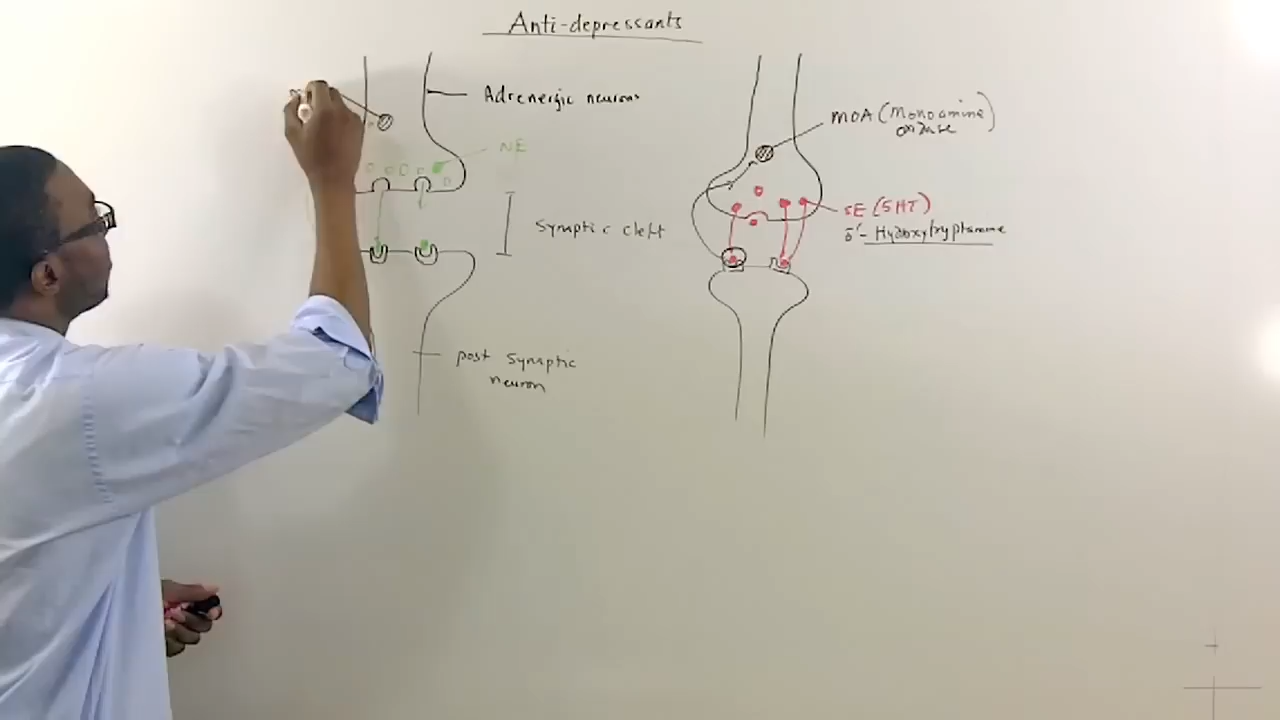 Anti-depressants
Adrenergic neurons
NE
Synaptic cleft
post synaptic
neuron
MOA (Monoamine)
oxidase
SE (5HT)
5'-Hydroxytryptamine